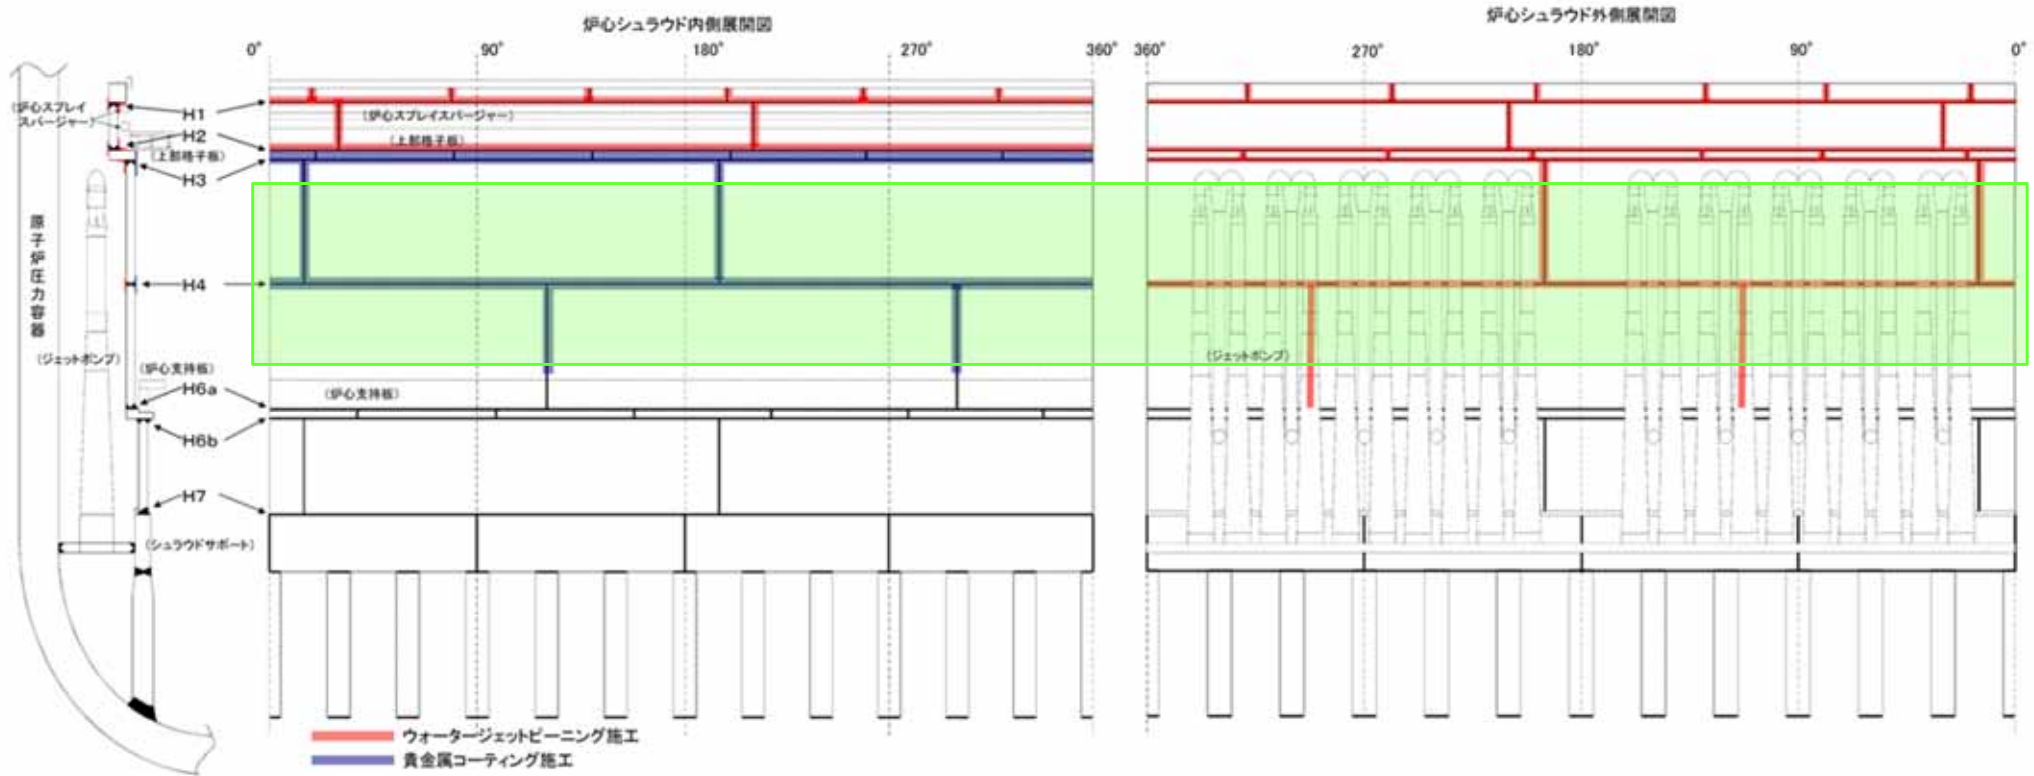 炉心シュラウド内側展開図
炉心シュラウド外側展開図
0° 90° 180° 270° 360°
360° 270° 180° 90° 0°
(炉心スプレイ
スパージャー)
H1
H2
(上部格子板)
H3
(炉心スプレイスパージャー)
(上部格子板)
原子炉圧力容器
H4
(ジェットポンプ)
(炉心支持板)
H6a
(炉心支持板)
(ジェットポンプ)
H6b
H7
(シュラウドサポート)
ウォータージェットピーニング施工
貴金属コーティング施工